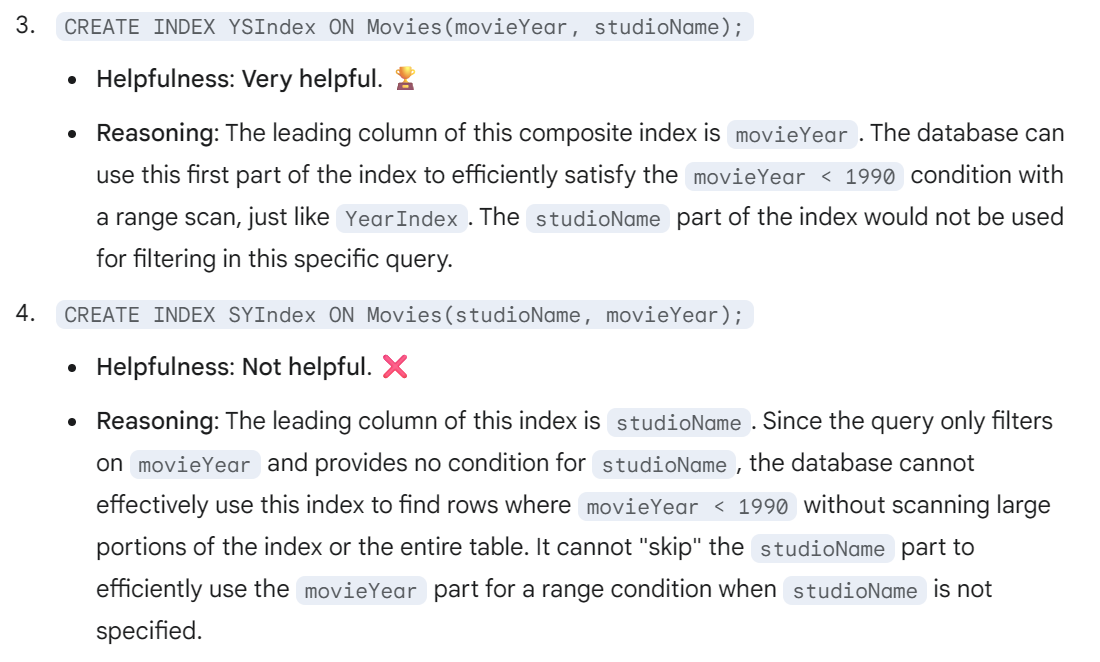 3. CREATE INDEX YSIndex ON Movies(movieYear, studioName);
• Helpfulness: Very helpful. 🏆
• Reasoning: The leading column of this composite index is movieYear. The database can
use this first part of the index to efficiently satisfy the movieYear < 1990 condition with
a range scan, just like YearIndex. The studioName part of the index would not be used
for filtering in this specific query.
4. CREATE INDEX SYIndex ON Movies(studioName, movieYear);
• Helpfulness: Not helpful. ❌
• Reasoning: The leading column of this index is studioName. Since the query only filters
on movieYear and provides no condition for studioName, the database cannot
effectively use this index to find rows where movieYear < 1990 without scanning large
portions of the index or the entire table. It cannot "skip" the studioName part to
efficiently use the movieYear part for a range condition when studioName is not
specified.